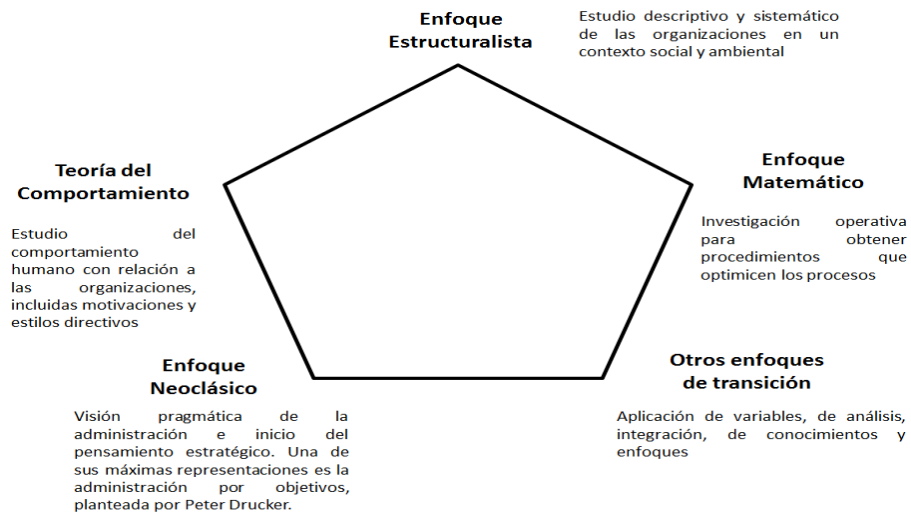 Enfoque
Estructuralista
Estudio descriptivo y sistemático
de las organizaciones en un
contexto social y ambiental
Teoría del
Comportamiento
Estudio del
comportamiento
humano con relación a
las organizaciones,
incluidas motivaciones y
estilos directivos
Enfoque
Matemático
Investigación operativa
para obtener
procedimientos que
optimicen los procesos
Enfoque
Neoclásico
Visión pragmática de la
administración e inicio del
pensamiento estratégico. Una de
sus máximas representaciones es la
administración por objetivos,
planteada por Peter Drucker.
Otros enfoques
de transición
Aplicación de variables, de análisis,
integración, de conocimientos y
enfoques